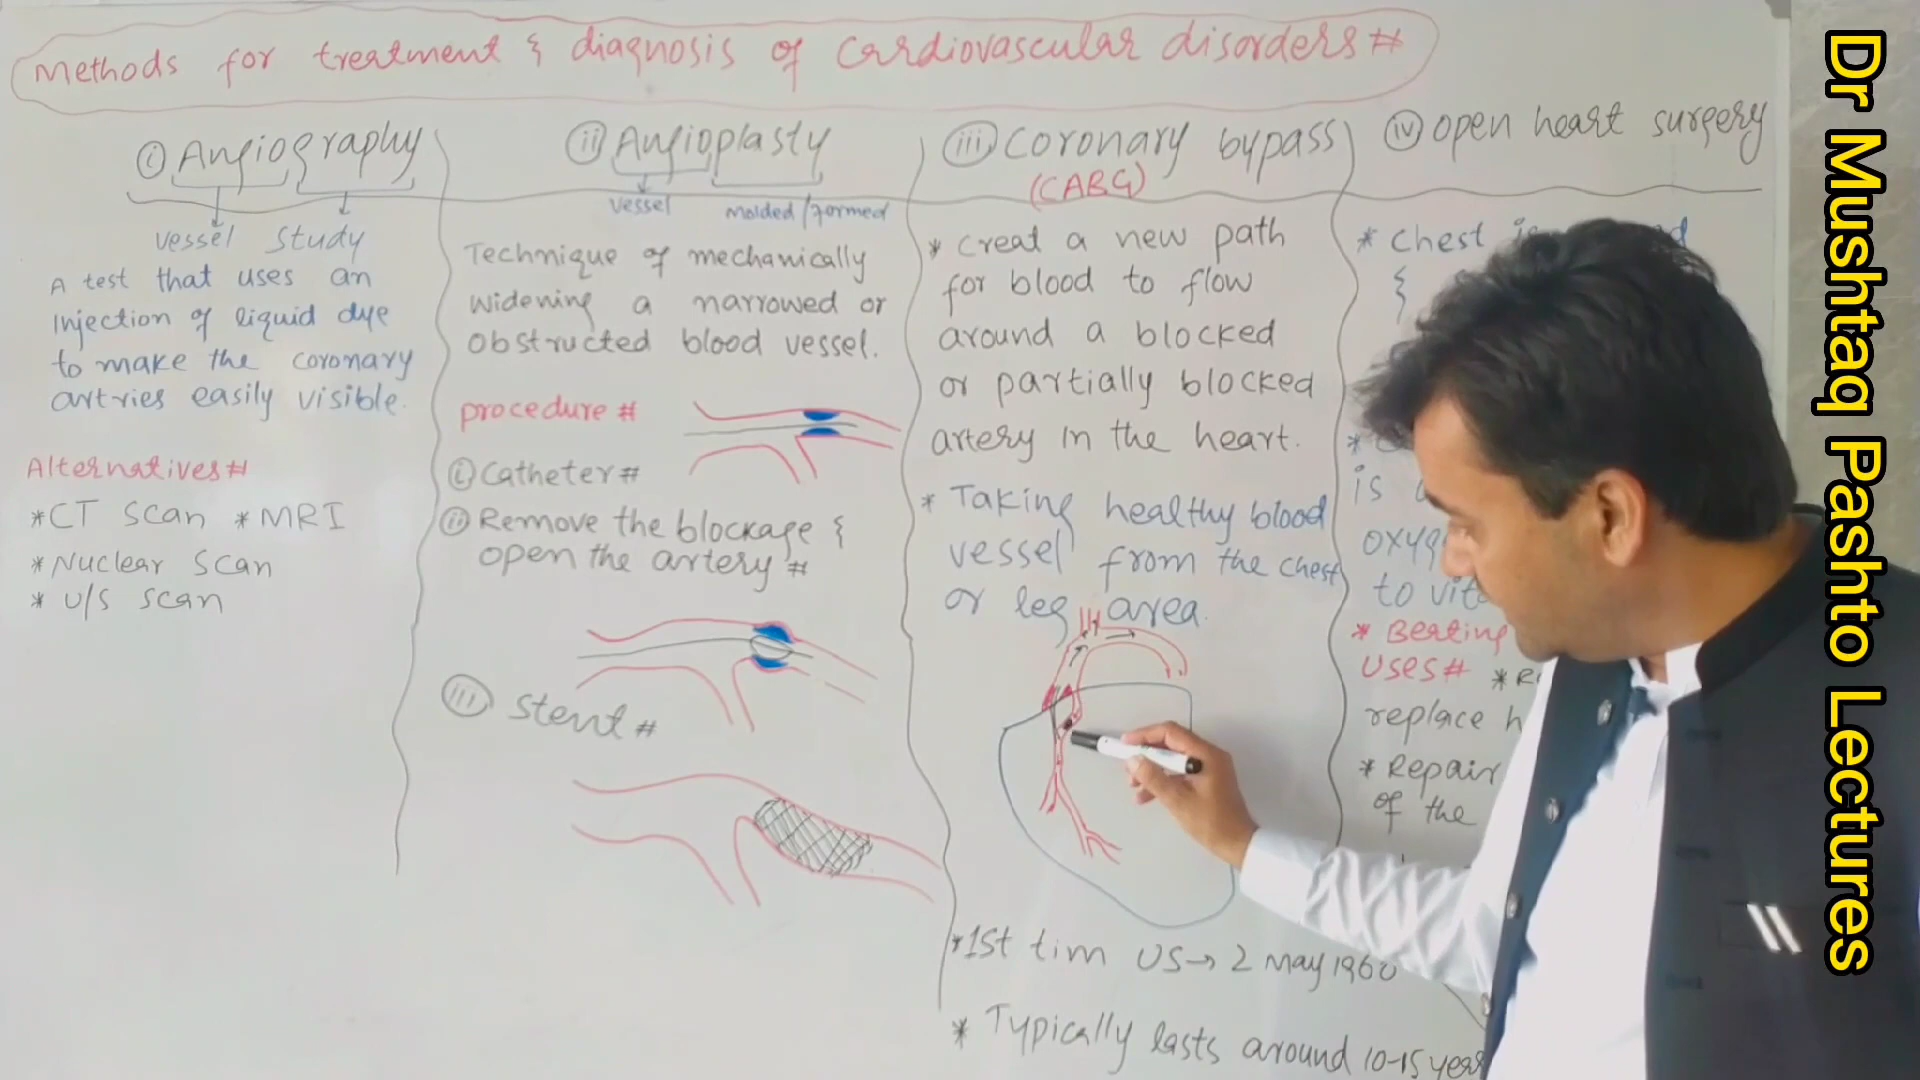 Methods for treatment & diagnosis of cardiovascular disorders #
(i) Angiography
vessel study
A test that uses an
injection of liquid dye
to make the coronary
artries easily visible.
Alternatives #
* CT scan * MRI
* Nuclear scan
* U/S scan
(ii) Angioplasty
vessel molded/formed
Technique of mechanically
widening a narrowed or
obstructed blood vessel.
procedure #
(i) Catheter #
(ii) Remove the blockage &
open the artery #
(iii) stent #
(iii) Coronary bypass
(CABG)
* Creat a new path
for blood to flow
around a blocked
or partially blocked
artery in the heart.
* Taking healthy blood
vessel from the chest
or leg area.
* 1st tim US → 2 May 1960
* Typically lasts around 10-15 year
(iv) open heart surgery
* Chest
&
*
is
to
* Beating
uses #
replace
* Repair
of the
Dr Mushtaq Pashto Lectures